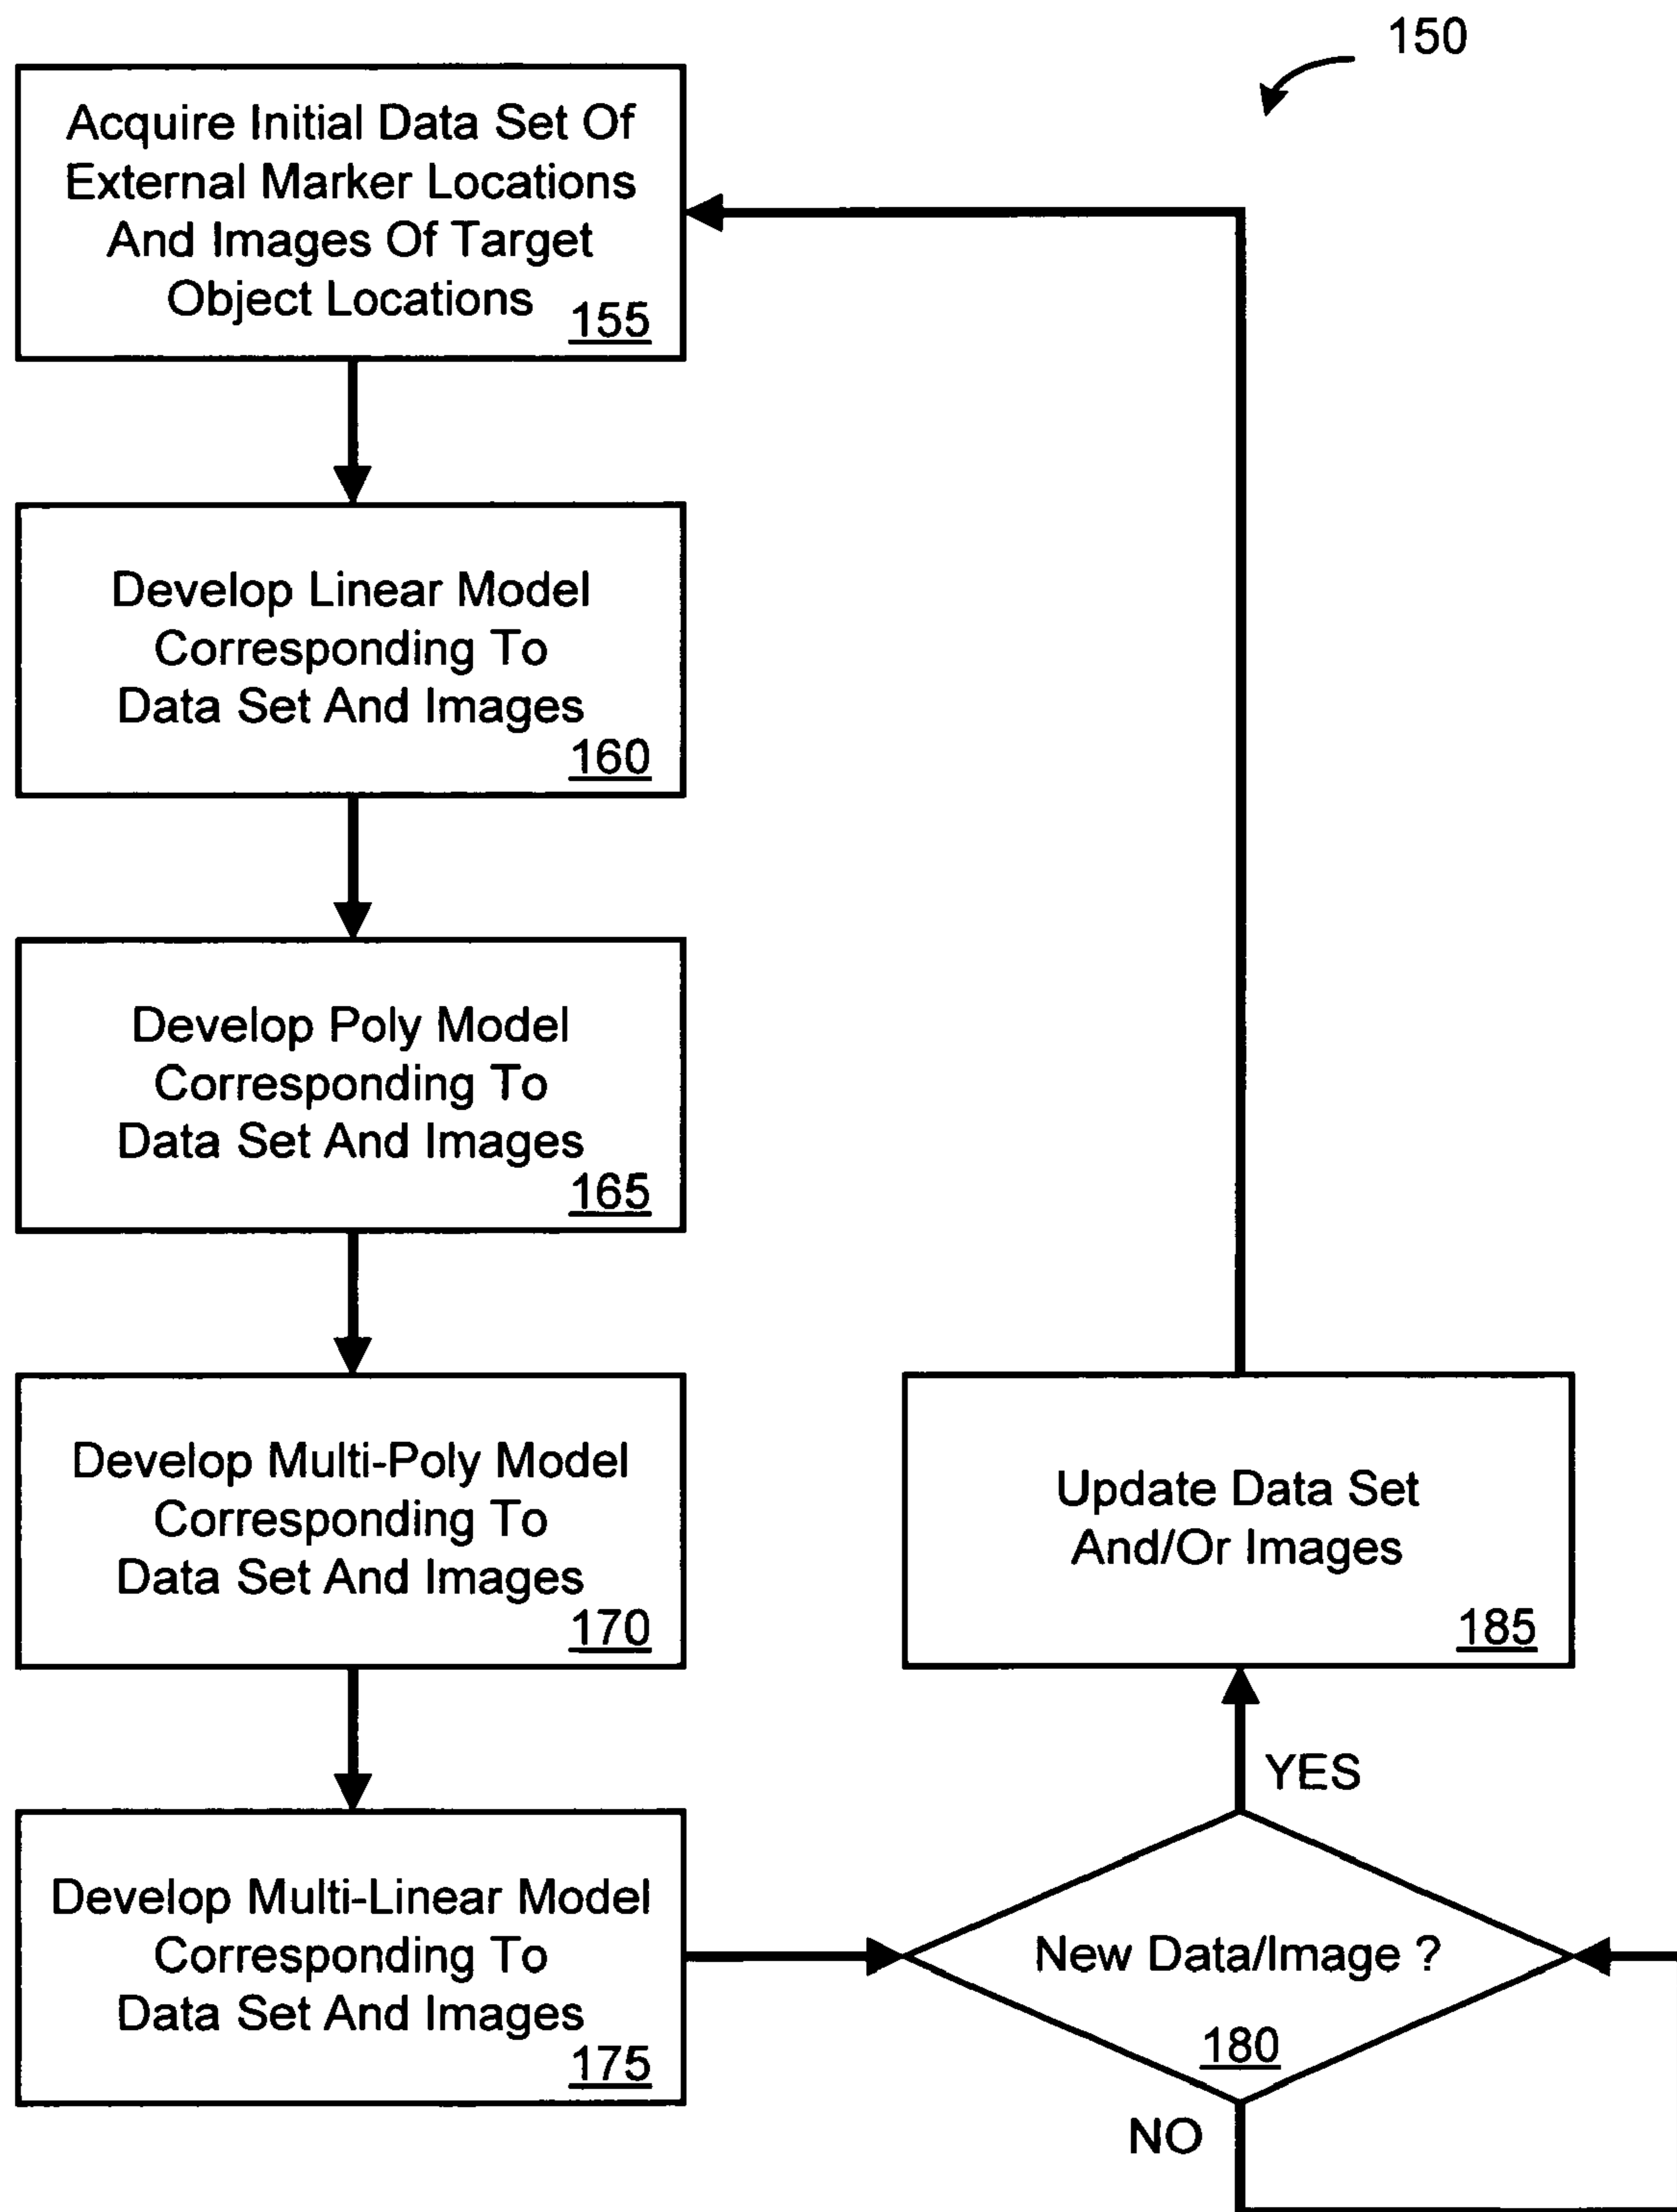 150
Acquire Initial Data Set Of
External Marker Locations
And Images Of Target
Object Locations
155
Develop Linear Model
Corresponding To
Data Set And Images
160
Develop Poly Model
Corresponding To
Data Set And Images
165
Develop Multi-Poly Model
Corresponding To
Data Set And Images
170
Develop Multi-Linear Model
Corresponding To
Data Set And Images
175
New Data/Image ?
180
YES
NO
Update Data Set
And/Or Images
185